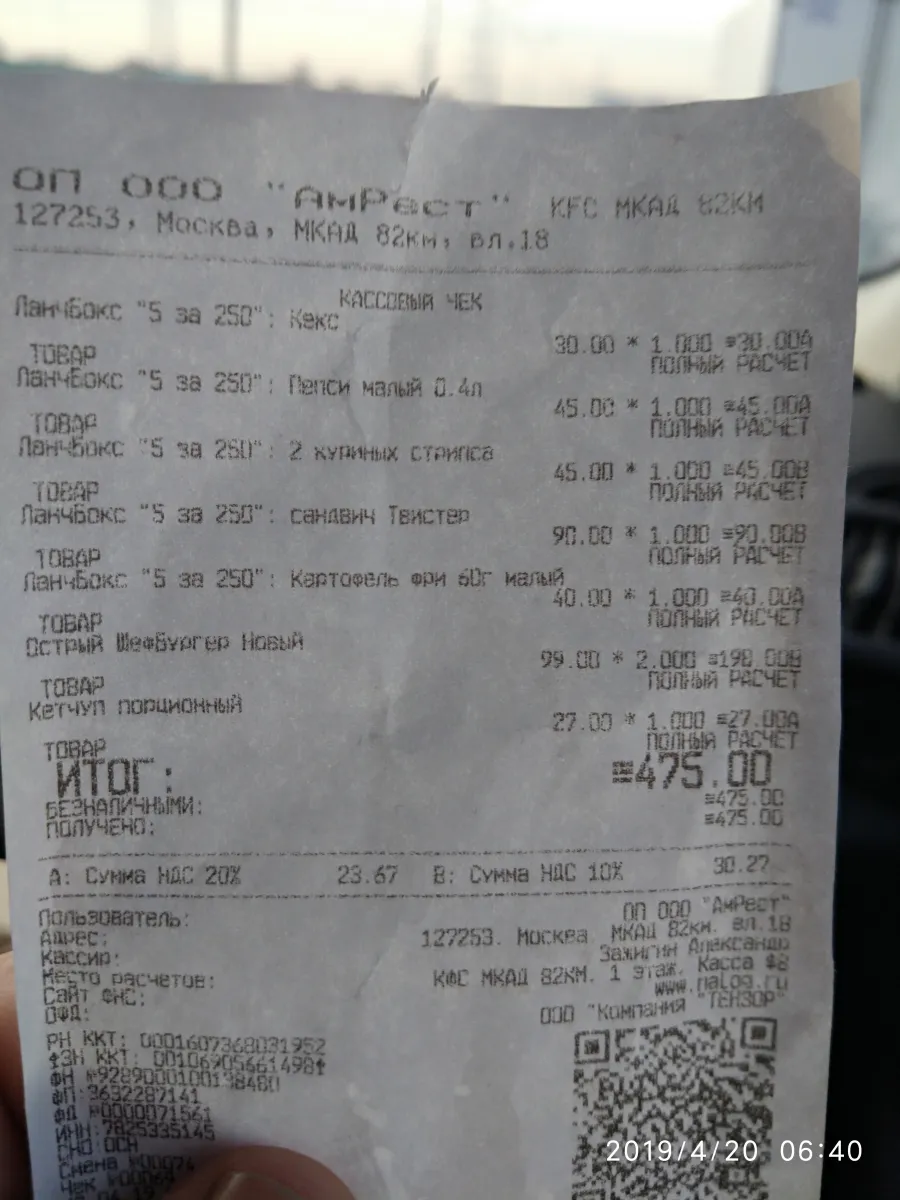 ОП ООО "АмРест" KFC МКАД 82КМ
127253, Москва, МКАД 82км, вл.18
КАССОВЫЙ ЧЕК
ЛанчБокс "5 за 250": Кекс
30.00 * 1.000 ≡30.00А
ТОВАР ПОЛНЫЙ РАСЧЕТ
ЛанчБокс "5 за 250": Пепси малый 0.4л
45.00 * 1.000 ≡45.00А
ТОВАР ПОЛНЫЙ РАСЧЕТ
ЛанчБокс "5 за 250": 2 куриных стрипса
45.00 * 1.000 ≡45.00В
ТОВАР ПОЛНЫЙ РАСЧЕТ
ЛанчБокс "5 за 250": сандвич Твистер
90.00 * 1.000 ≡90.00В
ТОВАР ПОЛНЫЙ РАСЧЕТ
ЛанчБокс "5 за 250": Картофель фри 60г малый
40.00 * 1.000 ≡40.00А
ТОВАР ПОЛНЫЙ РАСЧЕТ
Острый ШефБургер Новый
99.00 * 2.000 ≡198.00В
ТОВАР ПОЛНЫЙ РАСЧЕТ
Кетчуп порционный
27.00 * 1.000 ≡27.00А
ТОВАР ПОЛНЫЙ РАСЧЕТ
ИТОГ: ≡475.00
БЕЗНАЛИЧНЫМИ: ≡475.00
ПОЛУЧЕНО: ≡475.00
А: Сумма НДС 20% 23.67 В: Сумма НДС 10% 30.27
Пользователь: ОП ООО "АмРест"
Адрес: 127253. Москва. МКАД 82км. вл.18
Кассир: Зажигин Александр
Место расчетов: КФС МКАД 82КМ. 1 этаж. Касса #8
Сайт ФНС: www.nalog.ru
ОФД: ООО "Компания "ТЕНЗОР"
РН ККТ: 0001607368031952
ЗН ККТ: 00106905661498
ФН №9289000100138480
ФП:3632287141
ФД №0000071561
ИНН:7825335145
СНО:ОСН
Смена №00074
2019/4/20 06:40